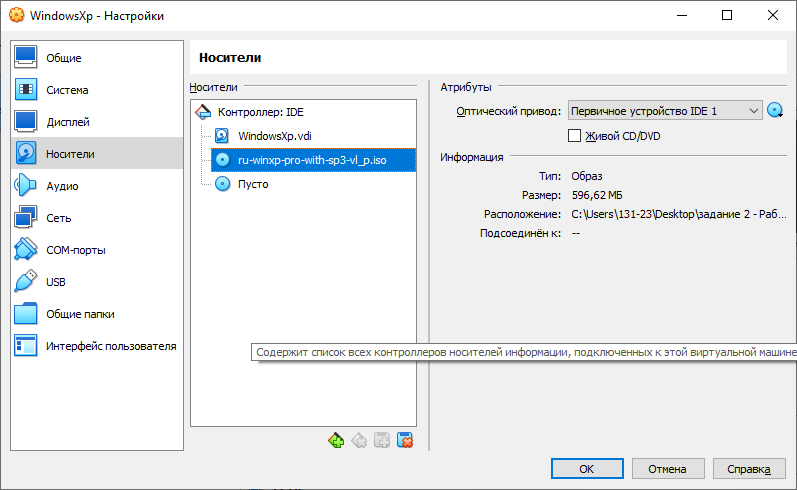 WindowsXp - Настройки
Общие
Система
Дисплей
Носители
Аудио
Сеть
COM-порты
USB
Общие папки
Интерфейс пользователя
Носители
Носители
Контроллер: IDE
WindowsXp.vdi
ru-winxp-pro-with-sp3-vl_p.iso
Пусто
Атрибуты
Оптический привод: Первичное устройство IDE 1
Живой CD/DVD
Информация
Тип: Образ
Размер: 596,62 МБ
Расположение: C:\Users\131-23\Desktop\задание 2 - Раб...
Подсоединён к: --
Содержит список всех контроллеров носителей информации, подключенных к этой виртуальной машине
OK Отмена Справка